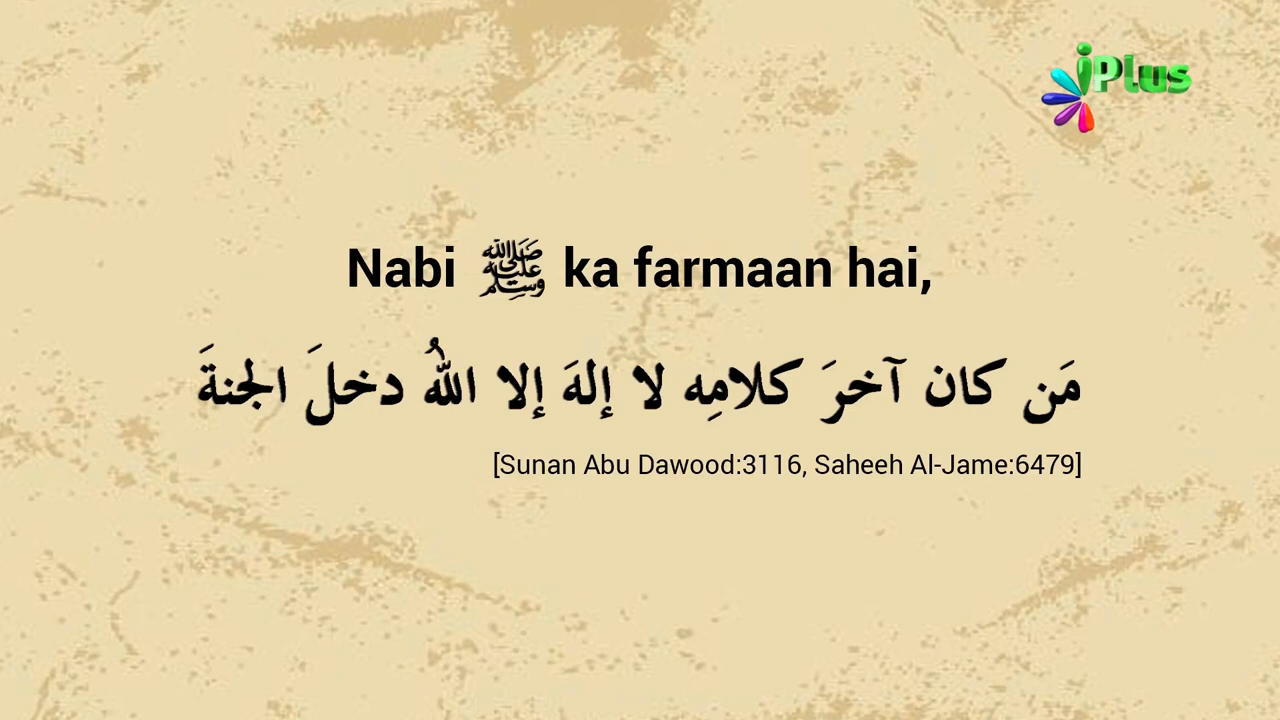 iPlus
Nabi ﷺ ka farmaan hai,
مَن كان آخرَ كلامِه لا إلهَ إلا اللهُ دخلَ الجنةَ
[Sunan Abu Dawood:3116, Saheeh Al-Jame:6479]